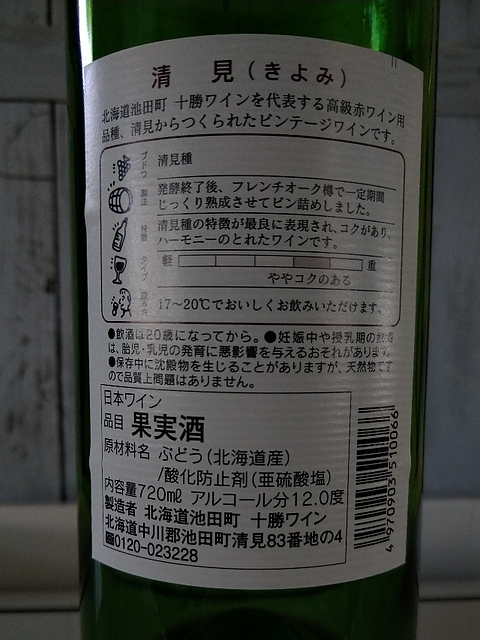 清見(きよみ)
北海道池田町 十勝ワインを代表する高級赤ワイン用
品種、清見からつくられたビンテージワインです。
ブドウ
清見種
製法
発酵終了後、フレンチオーク樽で一定期間
じっくり熟成させてビン詰めしました。
特徴
清見種の特徴が最良に表現され、コクがあり、
ハーモニーのとれたワインです。
タイプ
軽 重
ややコクのある
飲み方
17~20℃でおいしくお飲みいただけます。
●飲酒は20歳になってから。●妊娠中や授乳期の飲酒
は、胎児・乳児の発育に悪影響を与えるおそれがあります。
●保存中に沈殿物を生じることがありますが、天然物です
ので品質上問題はありません。
日本ワイン
品目 果実酒
原材料名 ぶどう(北海道産)
/酸化防止剤(亜硫酸塩)
内容量720㎖ アルコール分12.0度
製造者 北海道池田町 十勝ワイン
北海道中川郡池田町清見83番地の4
☎0120-023228
4 970903 510066